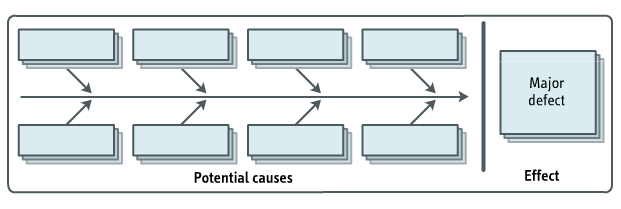 Major
defect
Potential causes
Effect